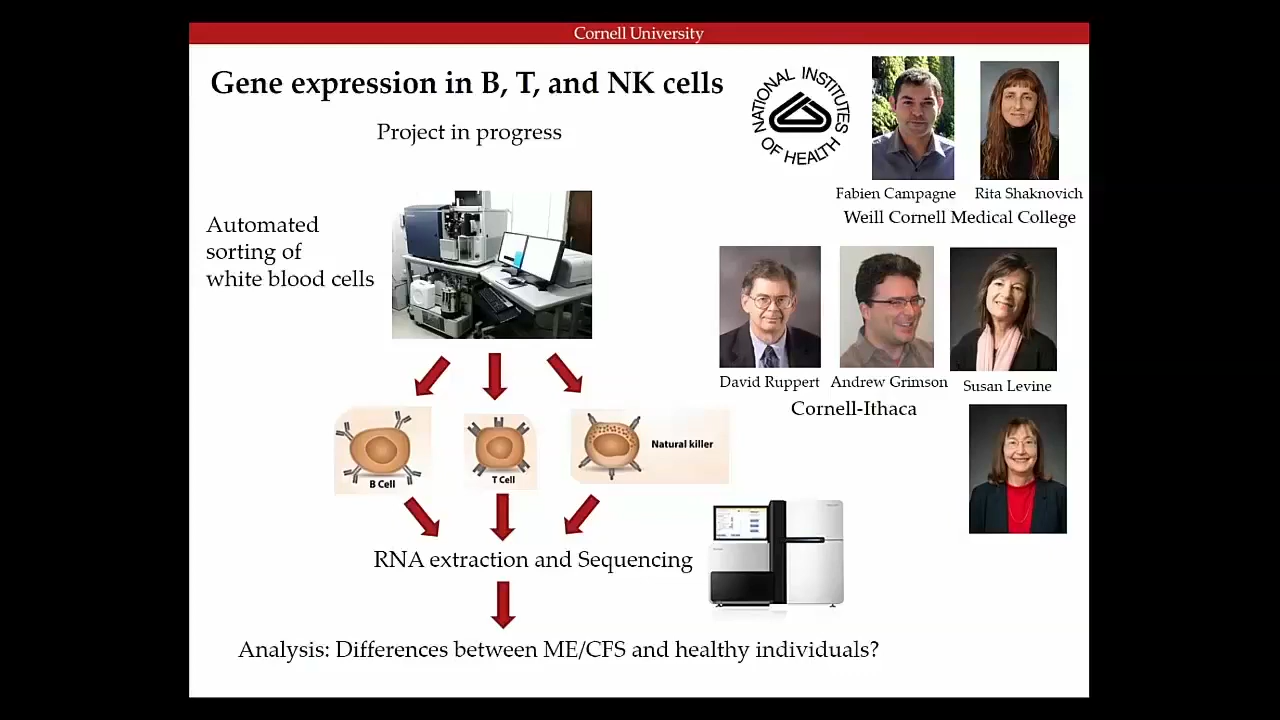 Cornell University
Gene expression in B, T, and NK cells
Project in progress
NATIONAL INSTITUTES
OF HEALTH
Fabien Campagne
Rita Shaknovich
Weill Cornell Medical College
Automated
sorting of
white blood cells
David Ruppert
Andrew Grimson
Susan Levine
Cornell-Ithaca
B Cell
T Cell
Natural killer
RNA extraction and Sequencing
Analysis: Differences between ME/CFS and healthy individuals?